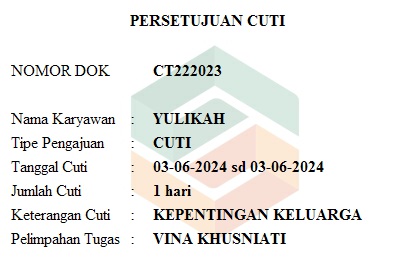 PERSETUJUAN CUTI
NOMOR DOK CT222023
Nama Karyawan : YULIKAH
Tipe Pengajuan : CUTI
Tanggal Cuti : 03-06-2024 sd 03-06-2024
Jumlah Cuti : 1 hari
Keterangan Cuti : KEPENTINGAN KELUARGA
Pelimpahan Tugas : VINA KHUSNIATI